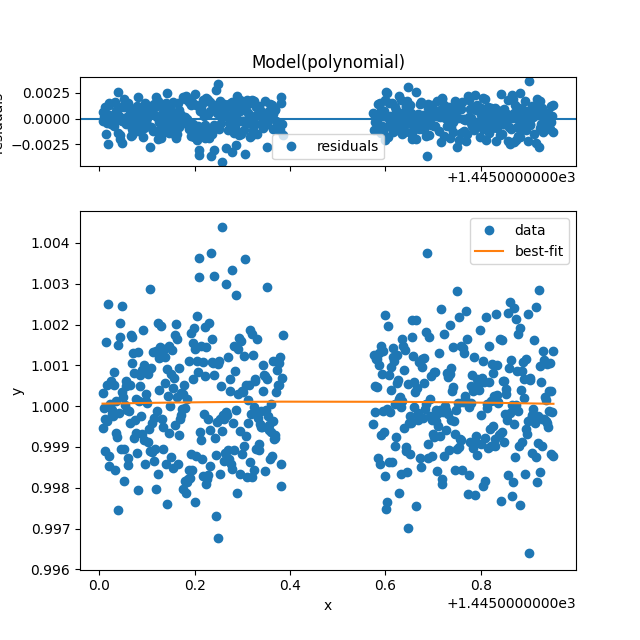 Model(polynomial)
residuals
0.0025
0.0000
−0.0025
residuals
+1.4450000000e3
y
1.004
1.003
1.002
1.001
1.000
0.999
0.998
0.997
0.996
data
best-fit
0.0 0.2 0.4 0.6 0.8
x
+1.4450000000e3